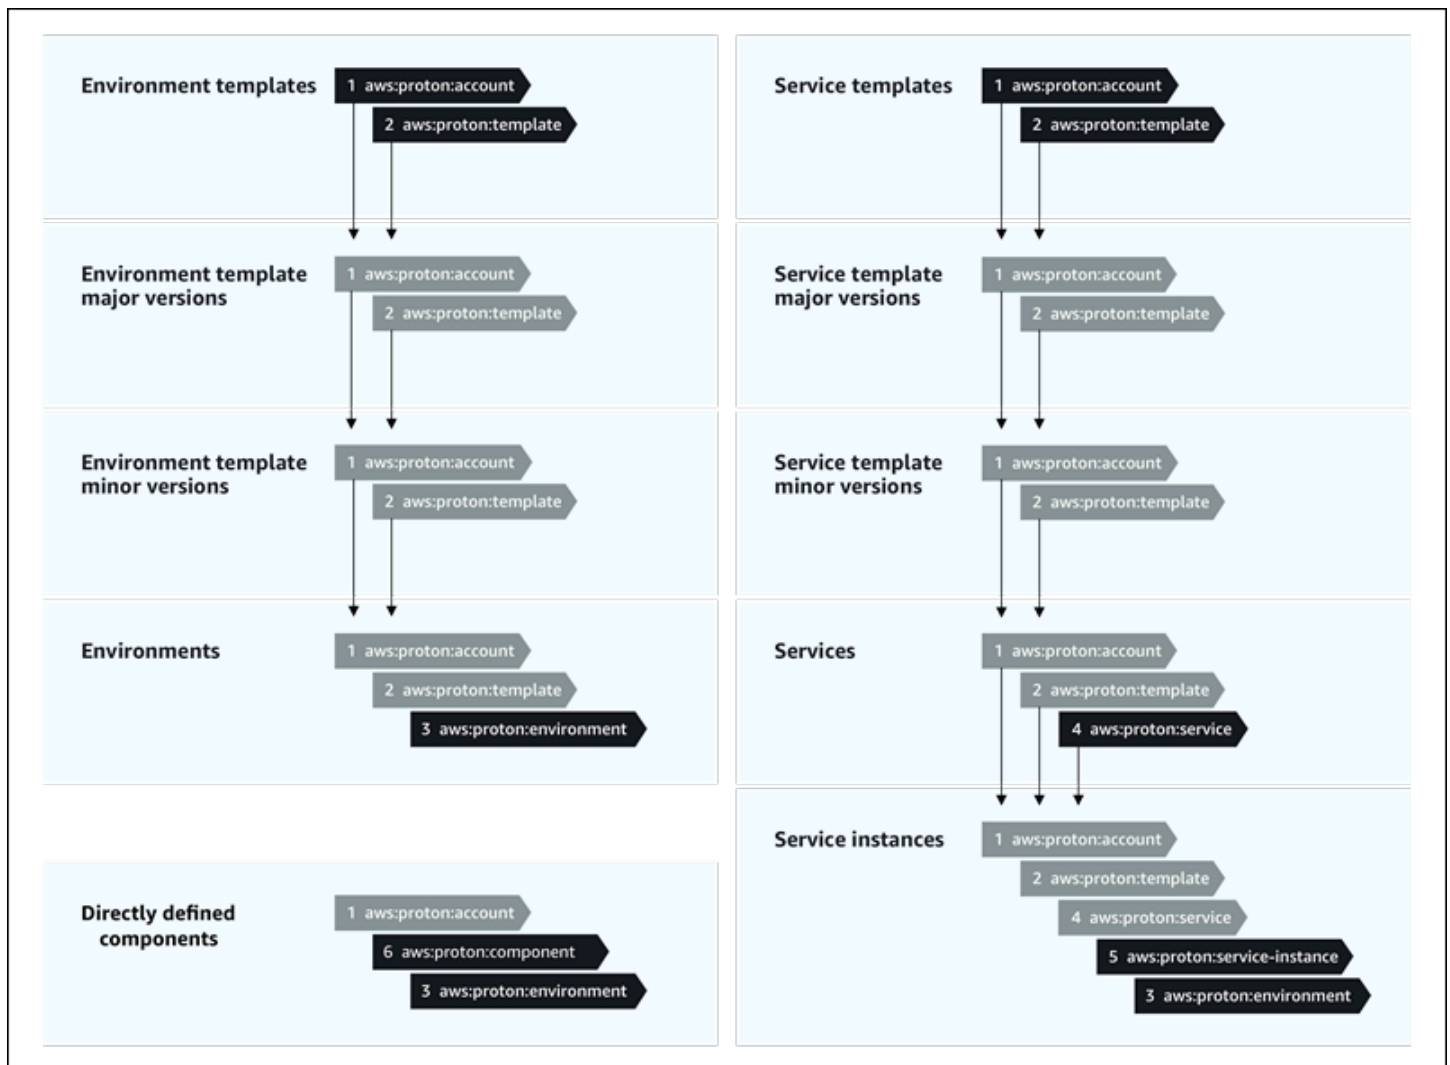 Environment templates
1 aws:proton:account
2 aws:proton:template
Environment template
major versions
1 aws:proton:account
2 aws:proton:template
Environment template
minor versions
1 aws:proton:account
2 aws:proton:template
Environments
1 aws:proton:account
2 aws:proton:template
3 aws:proton:environment
Directly defined
components
1 aws:proton:account
6 aws:proton:component
3 aws:proton:environment
Service templates
1 aws:proton:account
2 aws:proton:template
Service template
major versions
1 aws:proton:account
2 aws:proton:template
Service template
minor versions
1 aws:proton:account
2 aws:proton:template
Services
1 aws:proton:account
2 aws:proton:template
4 aws:proton:service
Service instances
1 aws:proton:account
2 aws:proton:template
4 aws:proton:service
5 aws:proton:service-instance
3 aws:proton:environment